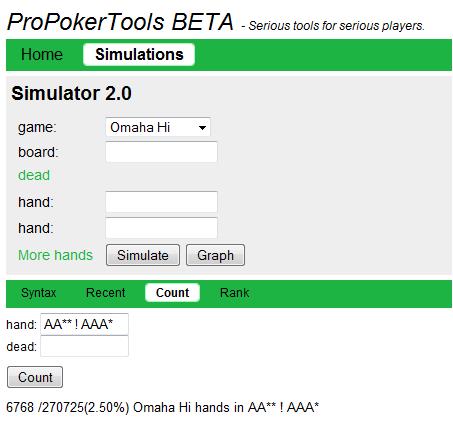 ProPokerTools BETA - Serious tools for serious players.
Home Simulations
Simulator 2.0
game: Omaha Hi
board:
dead
hand:
hand:
More hands Simulate Graph
Syntax Recent Count Rank
hand: AA** ! AAA*
dead:
Count
6768 /270725(2.50%) Omaha Hi hands in AA** ! AAA*